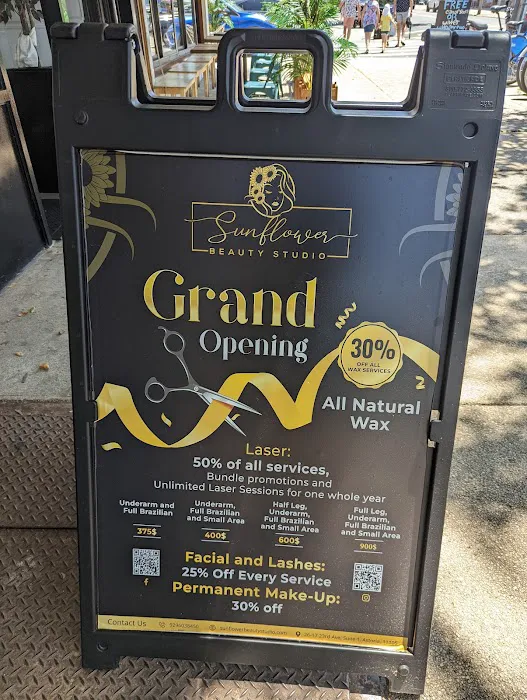 FREE
Sunflower
BEAUTY STUDIO
Grand
Opening
30%
OFF ALL
WAX SERVICES
All Natural
Wax
Laser:
50% of all services,
Bundle promotions and
Unlimited Laser Sessions for one whole year
Underarm and
Full Brazilian
375$
Underarm,
Full Brazilian
and Small Area
400$
Half Leg,
Underarm,
Full Brazilian
and Small Area
600$
Full Leg,
Underarm,
Full Brazilian
and Small Area
900$
Facial and Lashes:
25% Off Every Service
Permanent Make-Up:
30% off
Contact Us